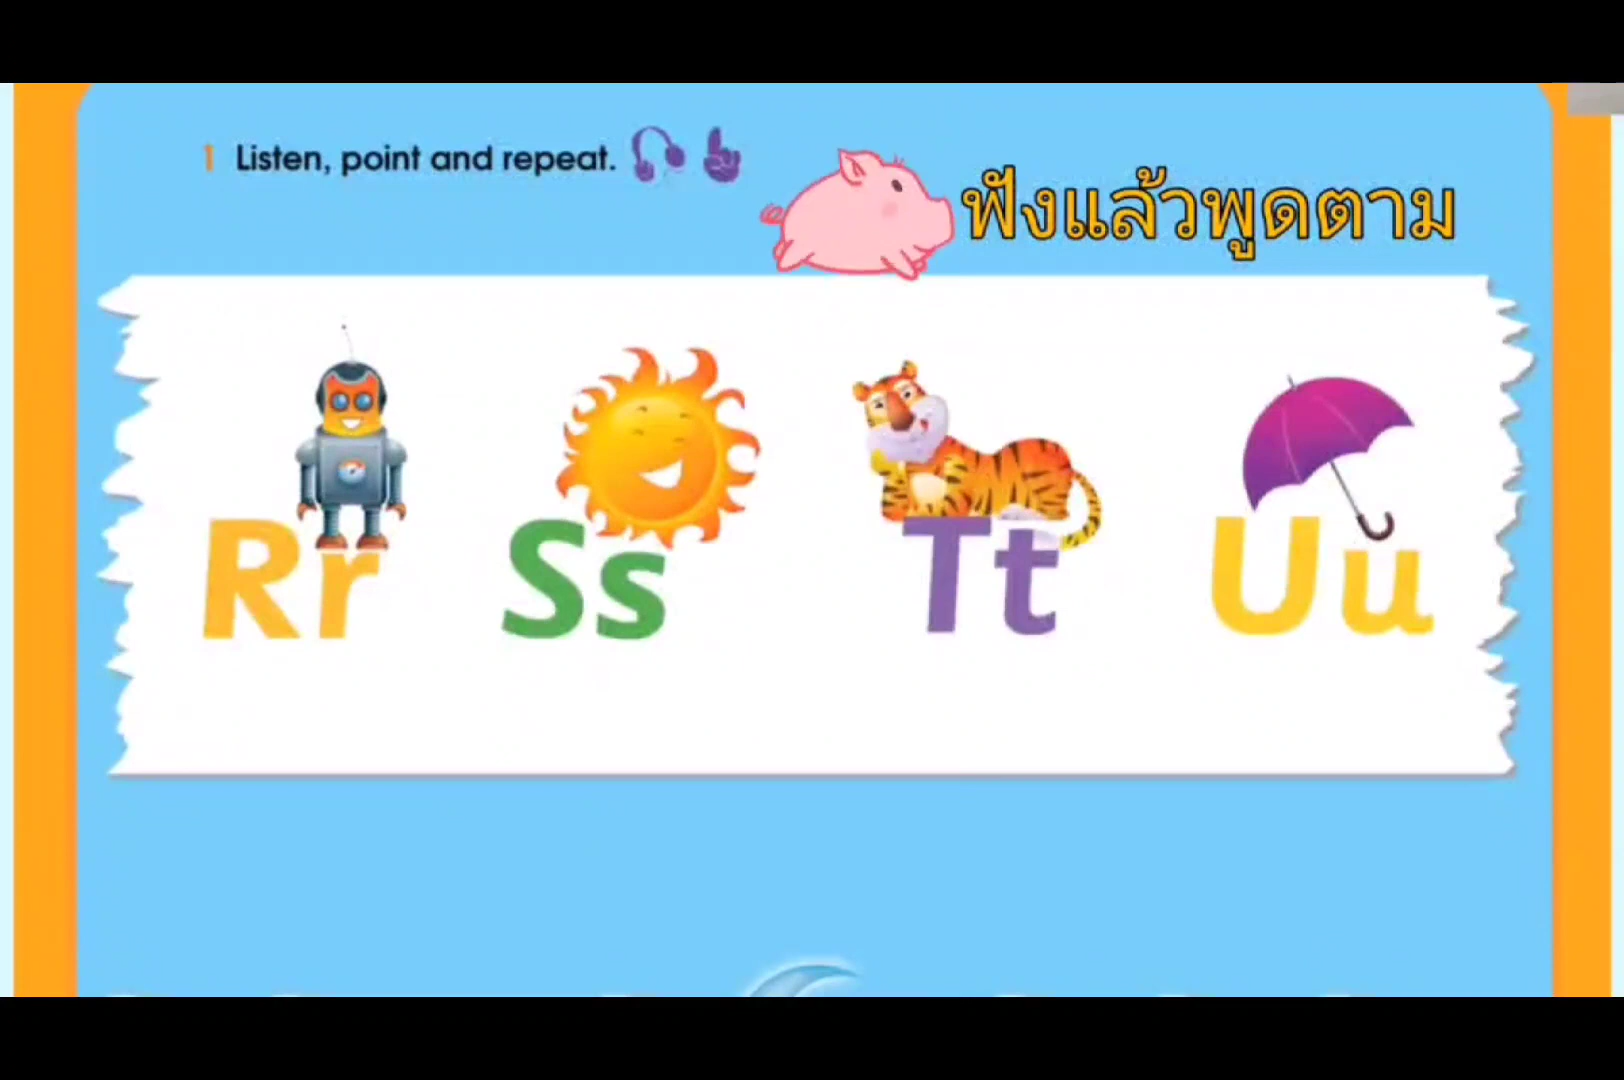 1 Listen, point and repeat.
ฟังแล้วพูดตาม
Rr Ss Tt Uu